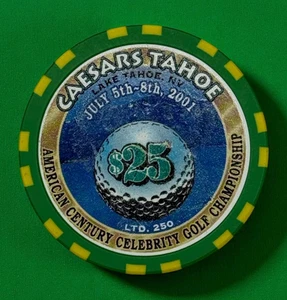 CAESARS TAHOE
LAKE TAHOE, NV
JULY 5th~8th, 2001
$25
LTD. 250
AMERICAN CENTURY CELEBRITY GOLF CHAMPIONSHIP